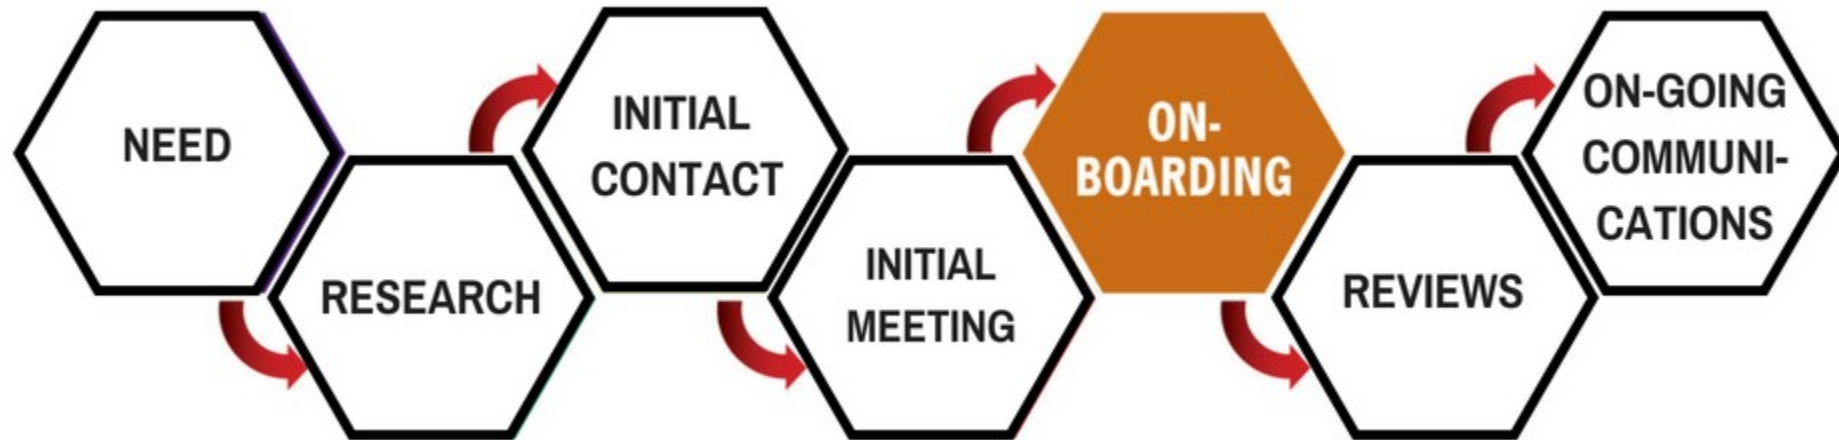 NEED
RESEARCH
INITIAL
CONTACT
INITIAL
MEETING
ON-
BOARDING
REVIEWS
ON-GOING
COMMUNI-
CATIONS